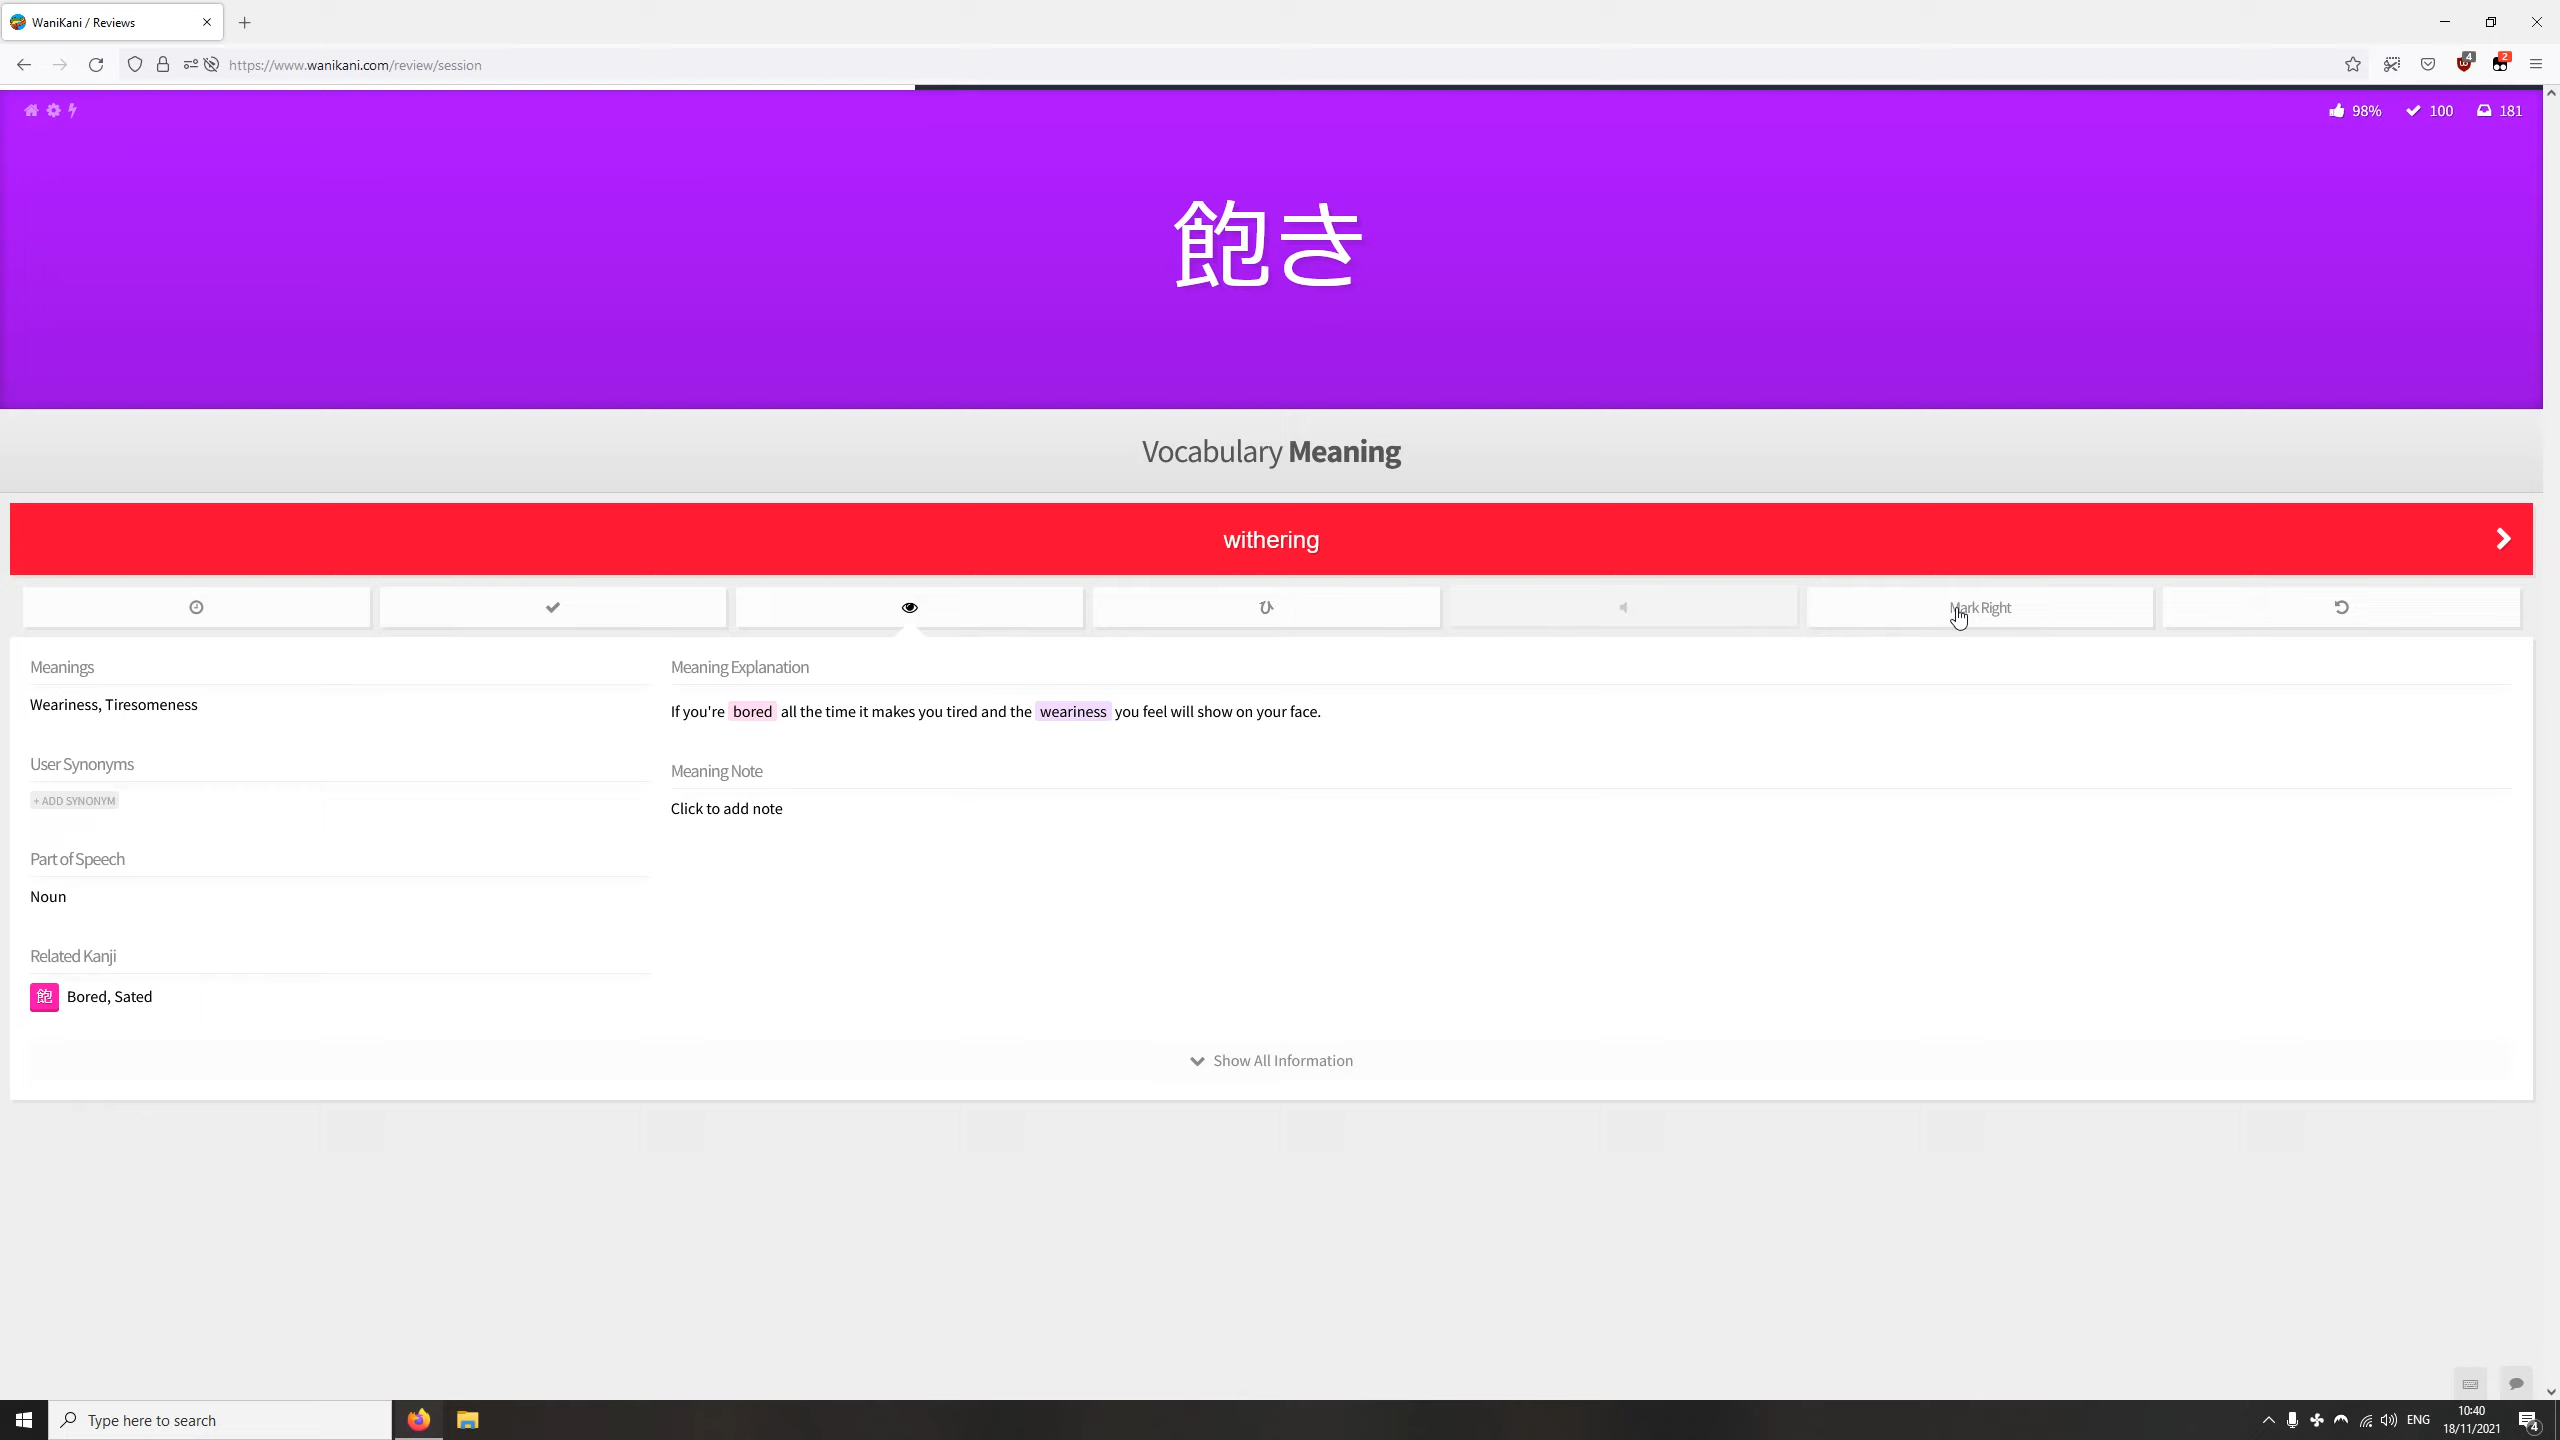 WaniKani / Reviews
https://www.wanikani.com/review/session
4
2
98%
100
181
飽き
Vocabulary Meaning
withering
ひ
Mark Right
Meanings
Weariness, Tiresomeness
User Synonyms
+ ADD SYNONYM
Part of Speech
Noun
Related Kanji
飽 Bored, Sated
Meaning Explanation
If you're bored all the time it makes you tired and the weariness you feel will show on your face.
Meaning Note
Click to add note
Show All Information
Type here to search
ENG
10:40
18/11/2021
4